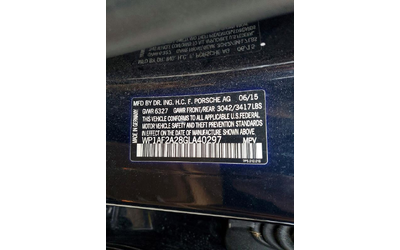 MFD BY DR. ING. H.C. F. PORSCHE AG 06/15
GVWR 6327 GAWR FRONT/REAR 3042/3417LBS
THIS VEHICLE CONFORMS TO ALL APPLICABLE U.S. FEDERAL
MOTOR VEHICLE SAFETY AND THEFT PREVENTION STANDARDS
IN EFFECT ON THE DATE OF MANUFACTURE SHOWN ABOVE.
WP1AF2A28GLA40297 MPV
MADE IN GERMANY